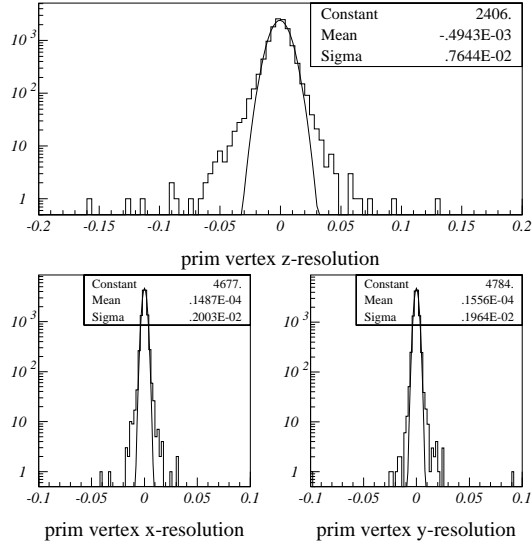 Constant 2406.
Mean -.4943E-03
Sigma .7644E-02
10^3
10^2
10
1
-0.2 -0.15 -0.1 -0.05 0 0.05 0.1 0.15 0.2
prim vertex z-resolution
Constant 4677.
Mean .1487E-04
Sigma .2003E-02
10^3
10^2
10
1
-0.1 -0.05 0 0.05 0.1
prim vertex x-resolution
Constant 4784.
Mean .1556E-04
Sigma .1964E-02
10^3
10^2
10
1
-0.1 -0.05 0 0.05 0.1
prim vertex y-resolution